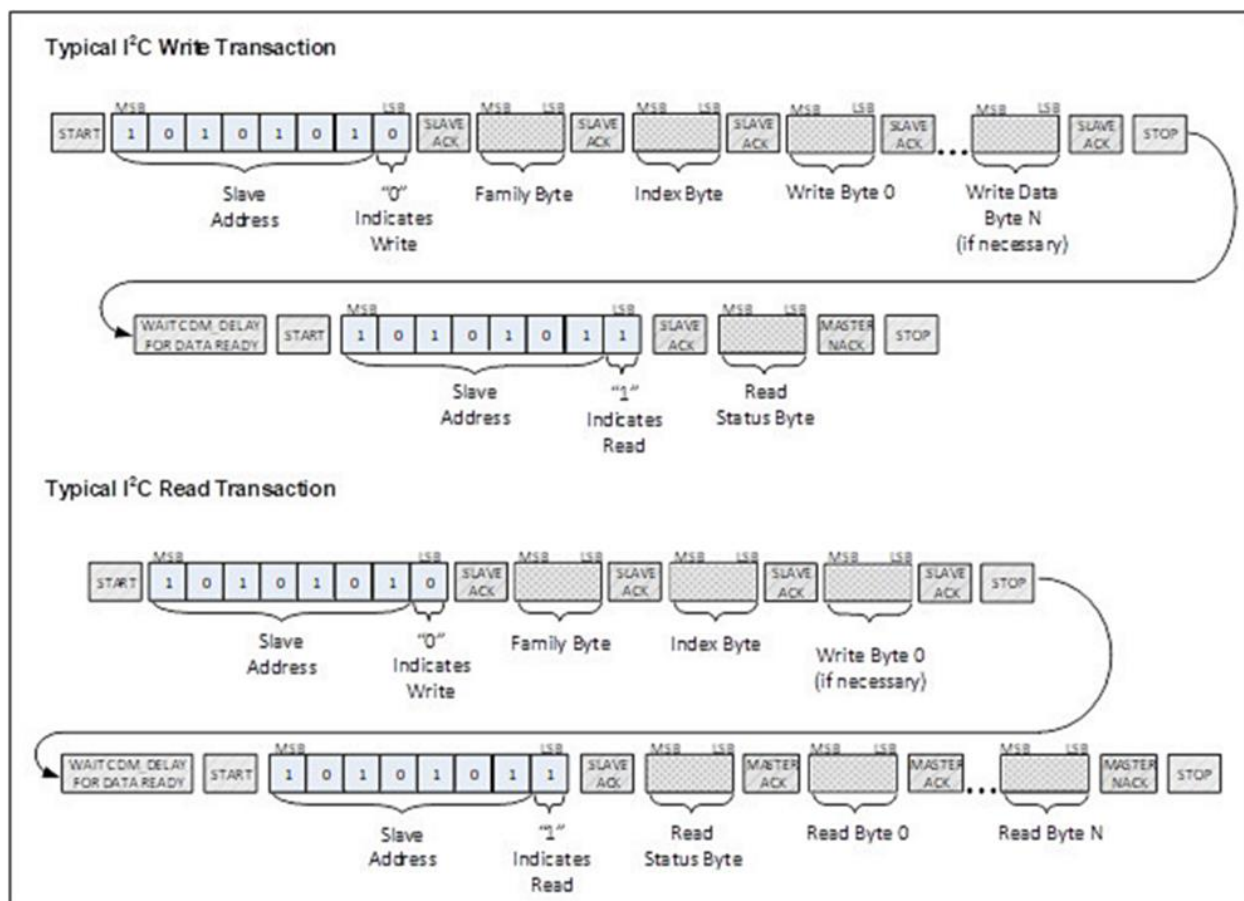 Typical I²C Write Transaction
MSB LSB MSB LSB MSB LSB MSB LSB MSB LSB
START 1 0 1 0 1 0 1 0 SLAVE ACK SLAVE ACK SLAVE ACK SLAVE ACK ... SLAVE ACK STOP
Slave Address
"0" Indicates Write
Family Byte
Index Byte
Write Byte 0
Write Data Byte N (if necessary)
MSB LSB MSB LSB
WAIT CDM_DELAY FOR DATA READY START 1 0 1 0 1 0 1 1 SLAVE ACK MASTER NACK STOP
Slave Address
"1" Indicates Read
Read Status Byte
Typical I²C Read Transaction
MSB LSB MSB LSB MSB LSB MSB LSB
START 1 0 1 0 1 0 1 0 SLAVE ACK SLAVE ACK SLAVE ACK SLAVE ACK STOP
Slave Address
"0" Indicates Write
Family Byte
Index Byte
Write Byte 0 (if necessary)
MSB LSB MSB LSB MSB LSB MSB LSB
WAIT CDM_DELAY FOR DATA READY START 1 0 1 0 1 0 1 1 SLAVE ACK MASTER ACK MASTER ACK ... MASTER NACK STOP
Slave Address
"1" Indicates Read
Read Status Byte
Read Byte 0
Read Byte N